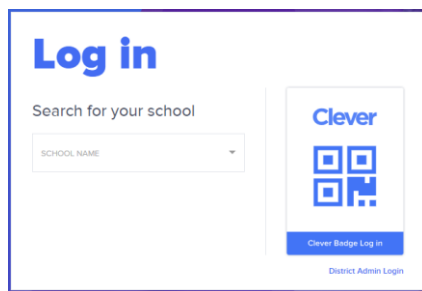 Log in
Search for your school
SCHOOL NAME
Clever
Clever Badge Log in
District Admin Login